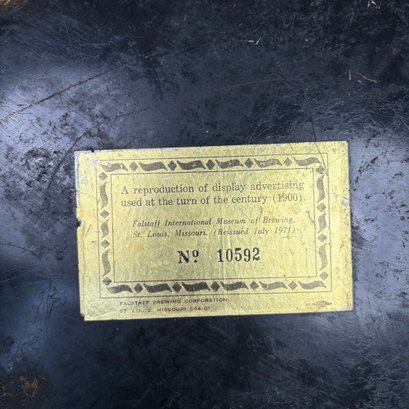 A reproduction of display advertising
used at the turn of the century (1900).
Falstaff International Museum of Brewing,
St. Louis, Missouri. (Reissued July 1971)
Nº 10592
FALSTAFF BREWING CORPORATION
ST. LOUIS, MISSOURI